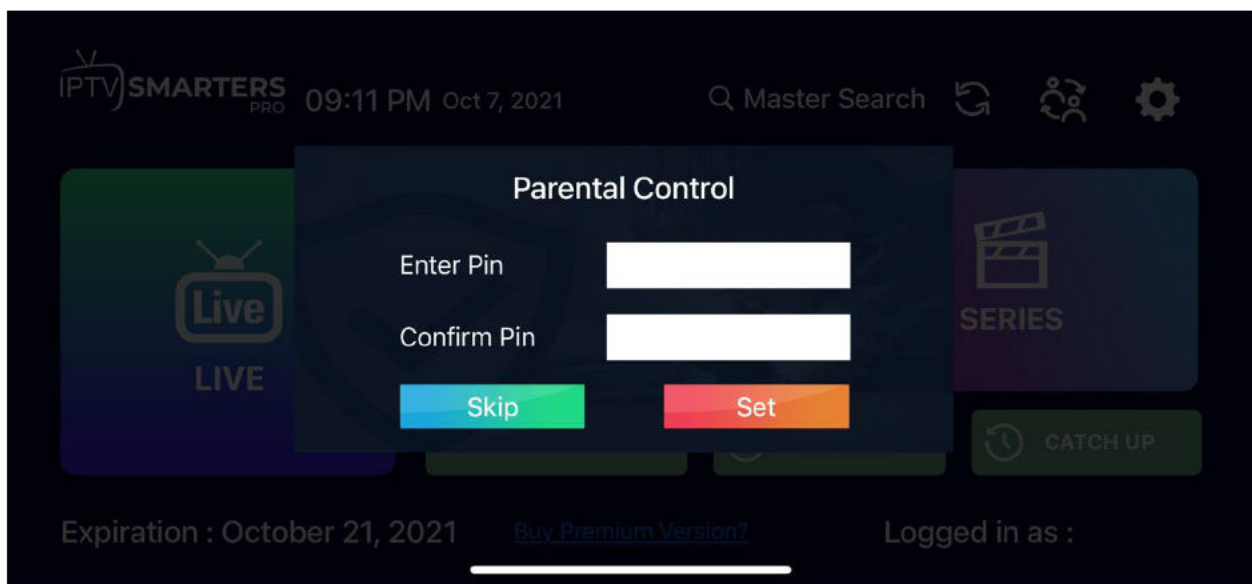 IPTV SMARTERS PRO
09:11 PM Oct 7, 2021
Master Search
Parental Control
Enter Pin
Confirm Pin
Skip
Set
Live
LIVE
SERIES
CATCH UP
Expiration : October 21, 2021
Buy Premium Version?
Logged in as :